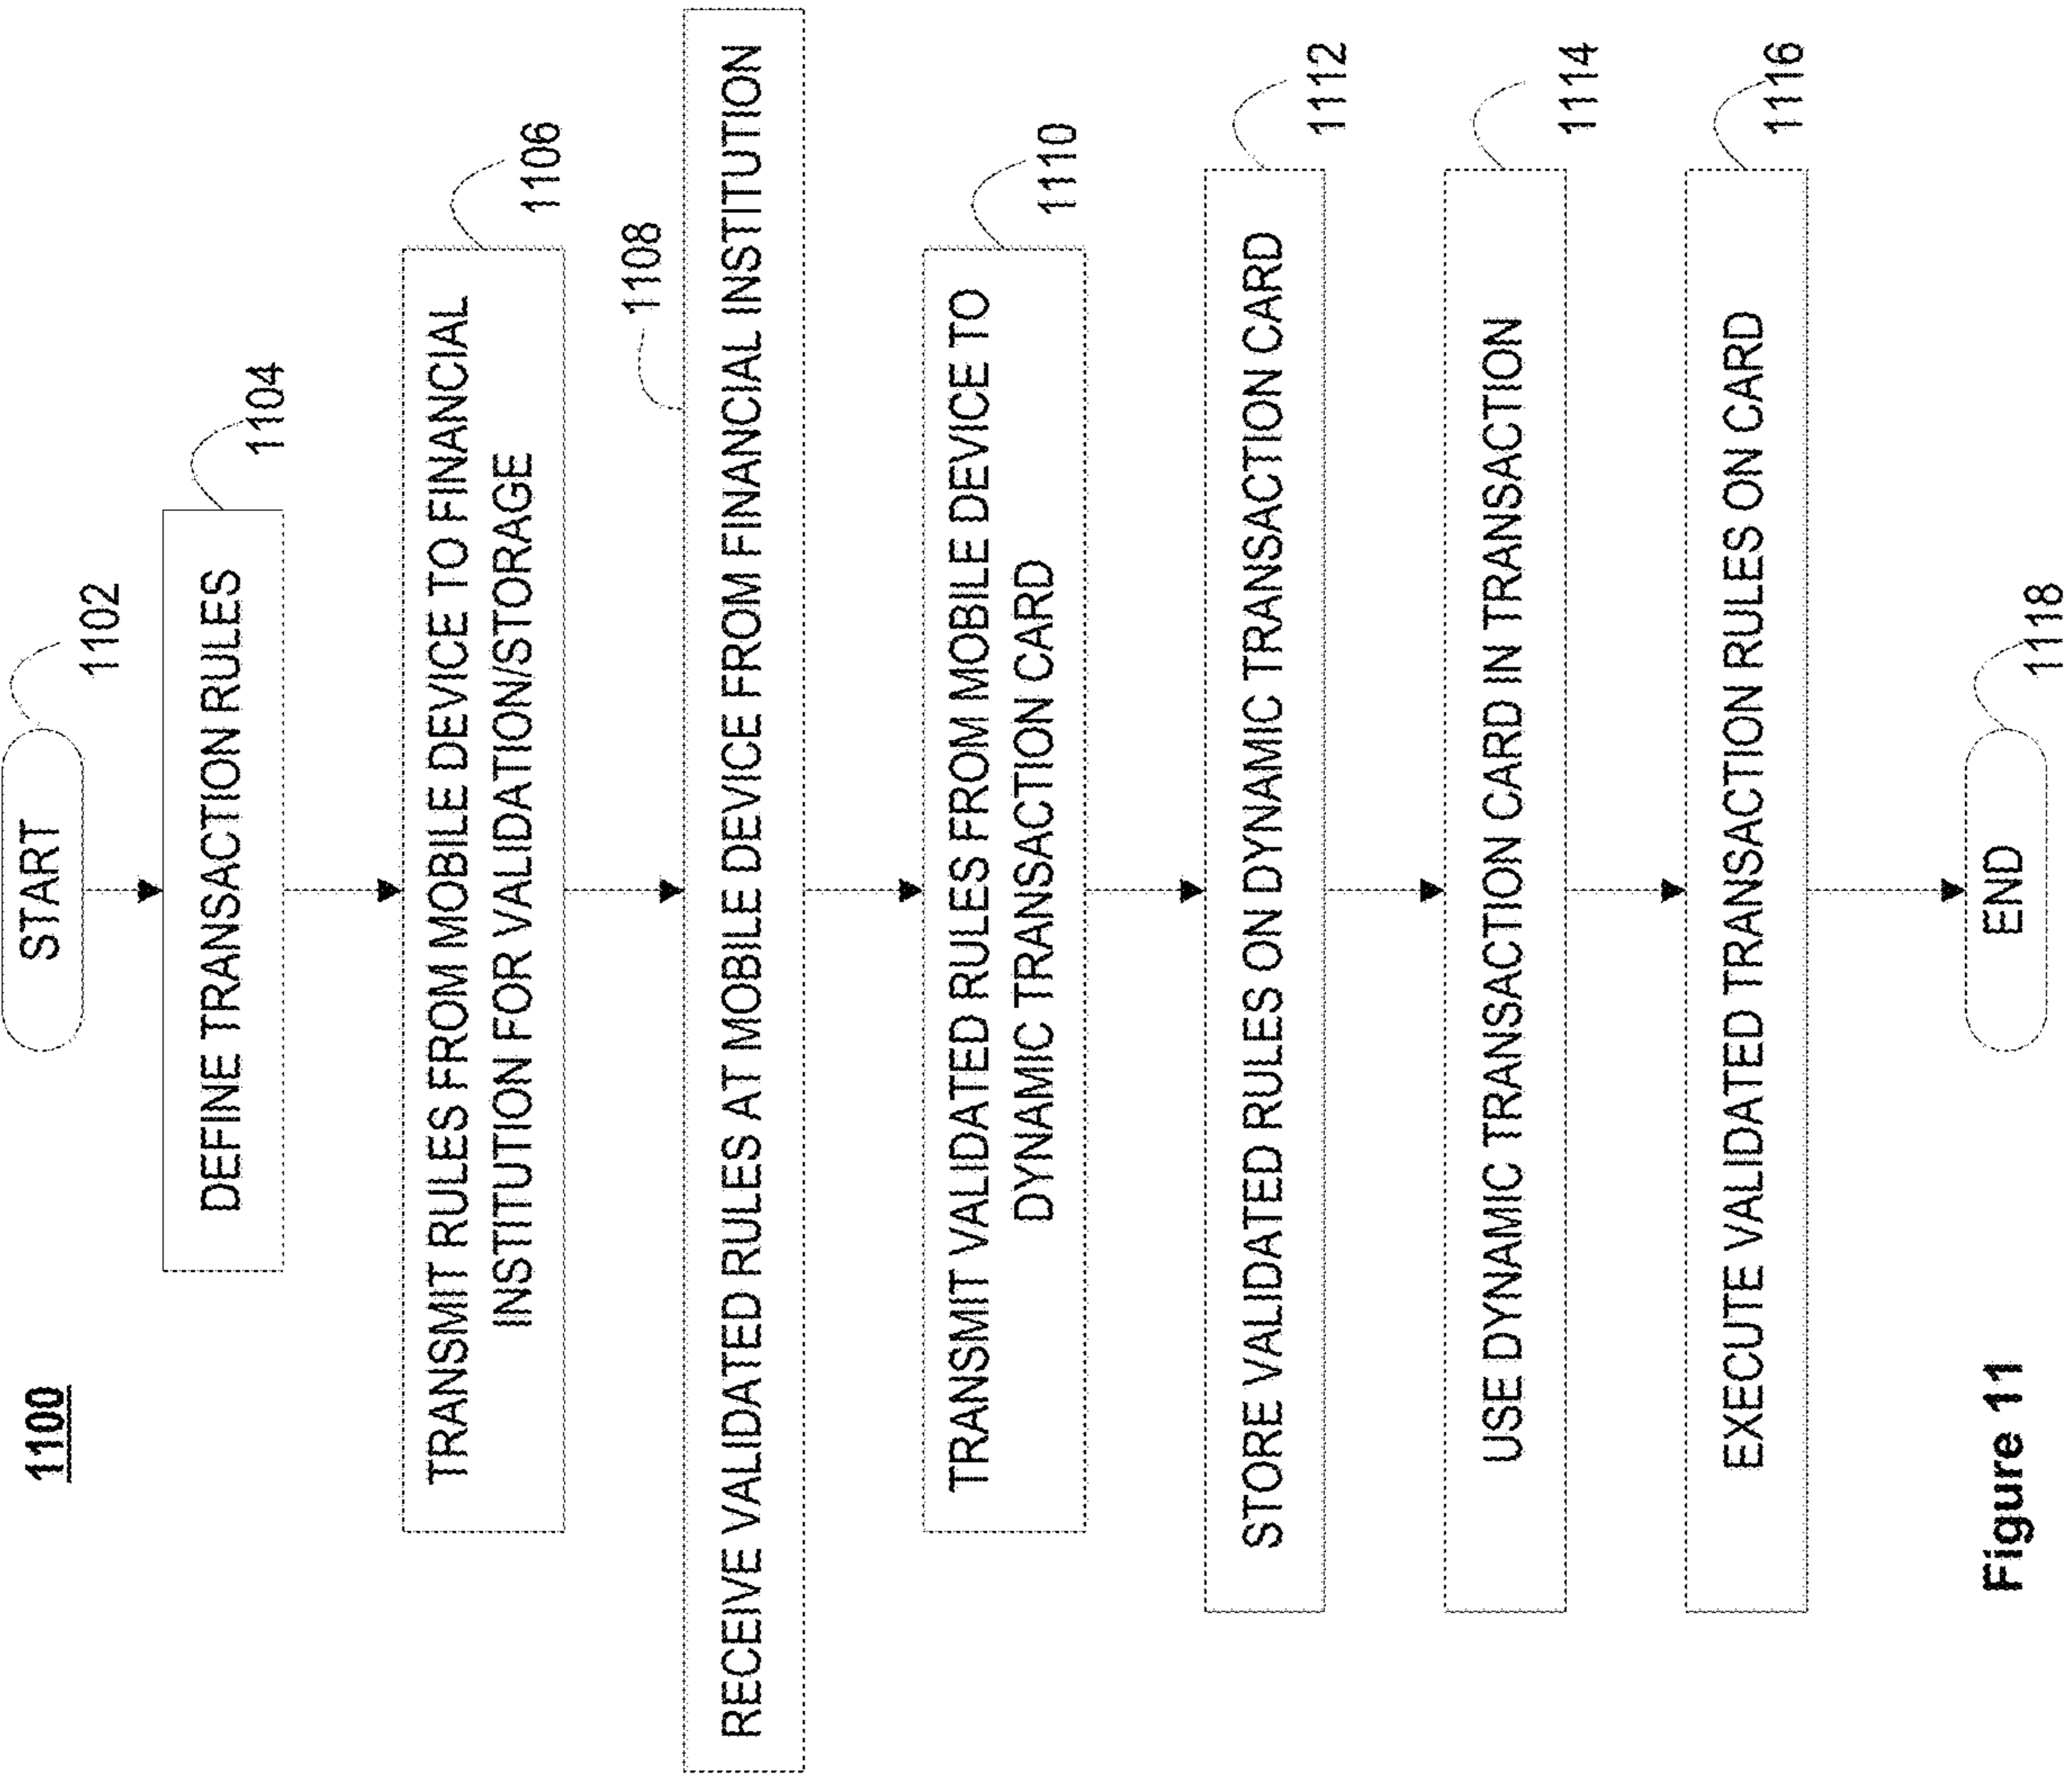 1100
START
1102
DEFINE TRANSACTION RULES
1104
TRANSMIT RULES FROM MOBILE DEVICE TO FINANCIAL
INSTITUTION FOR VALIDATION/STORAGE
1106
1108
RECEIVE VALIDATED RULES AT MOBILE DEVICE FROM FINANCIAL INSTITUTION
TRANSMIT VALIDATED RULES FROM MOBILE DEVICE TO
DYNAMIC TRANSACTION CARD
1110
STORE VALIDATED RULES ON DYNAMIC TRANSACTION CARD
1112
USE DYNAMIC TRANSACTION CARD IN TRANSACTION
1114
EXECUTE VALIDATED TRANSACTION RULES ON CARD
1116
END
1118
Figure 11